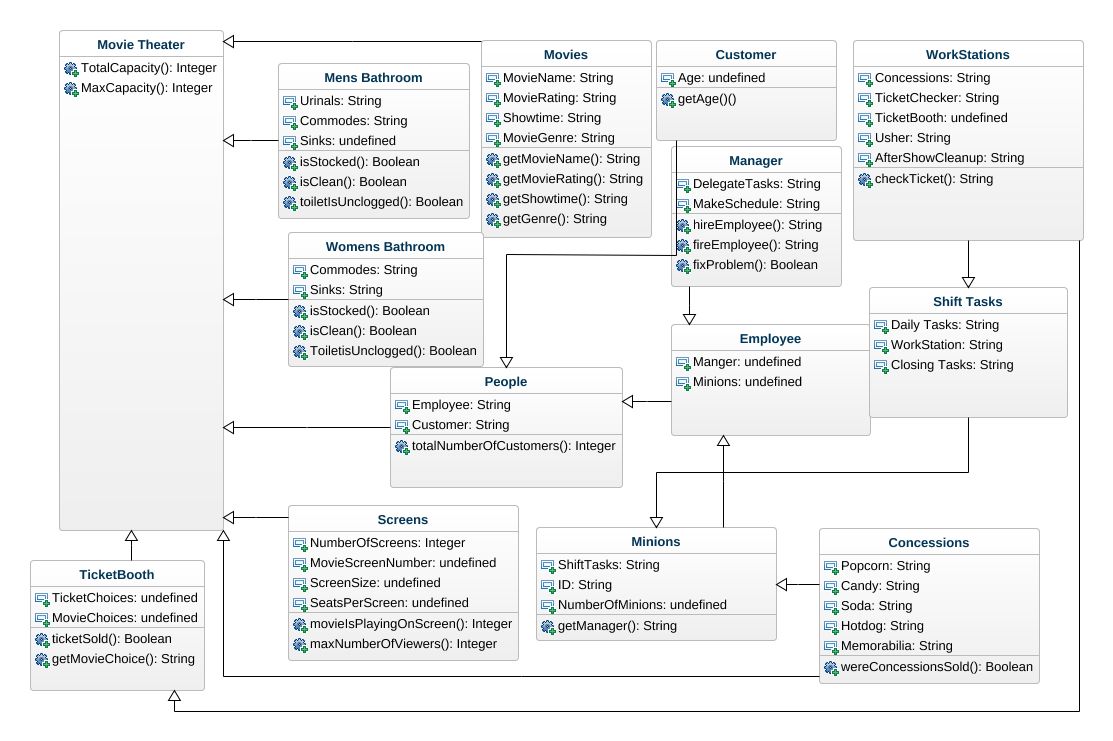 Movie Theater
TotalCapacity(): Integer
MaxCapacity(): Integer
Mens Bathroom
Urinals: String
Commodes: String
Sinks: undefined
isStocked(): Boolean
isClean(): Boolean
toiletIsUnclogged(): Boolean
Movies
MovieName: String
MovieRating: String
Showtime: String
MovieGenre: String
getMovieName(): String
getMovieRating(): String
getShowtime(): String
getGenre(): String
Customer
Age: undefined
getAge()()
WorkStations
Concessions: String
TicketChecker: String
TicketBooth: undefined
Usher: String
AfterShowCleanup: String
checkTicket(): String
Manager
DelegateTasks: String
MakeSchedule: String
hireEmployee(): String
fireEmployee(): String
fixProblem(): Boolean
Womens Bathroom
Commodes: String
Sinks: String
isStocked(): Boolean
isClean(): Boolean
ToiletisUnclogged(): Boolean
Shift Tasks
Daily Tasks: String
WorkStation: String
Closing Tasks: String
Employee
Manger: undefined
Minions: undefined
People
Employee: String
Customer: String
totalNumberOfCustomers(): Integer
Screens
NumberOfScreens: Integer
MovieScreenNumber: undefined
ScreenSize: undefined
SeatsPerScreen: undefined
movieIsPlayingOnScreen(): Integer
maxNumberOfViewers(): Integer
Minions
ShiftTasks: String
ID: String
NumberOfMinions: undefined
getManager(): String
Concessions
Popcorn: String
Candy: String
Soda: String
Hotdog: String
Memorabilia: String
wereConcessionsSold(): Boolean
TicketBooth
TicketChoices: undefined
MovieChoices: undefined
ticketSold(): Boolean
getMovieChoice(): String